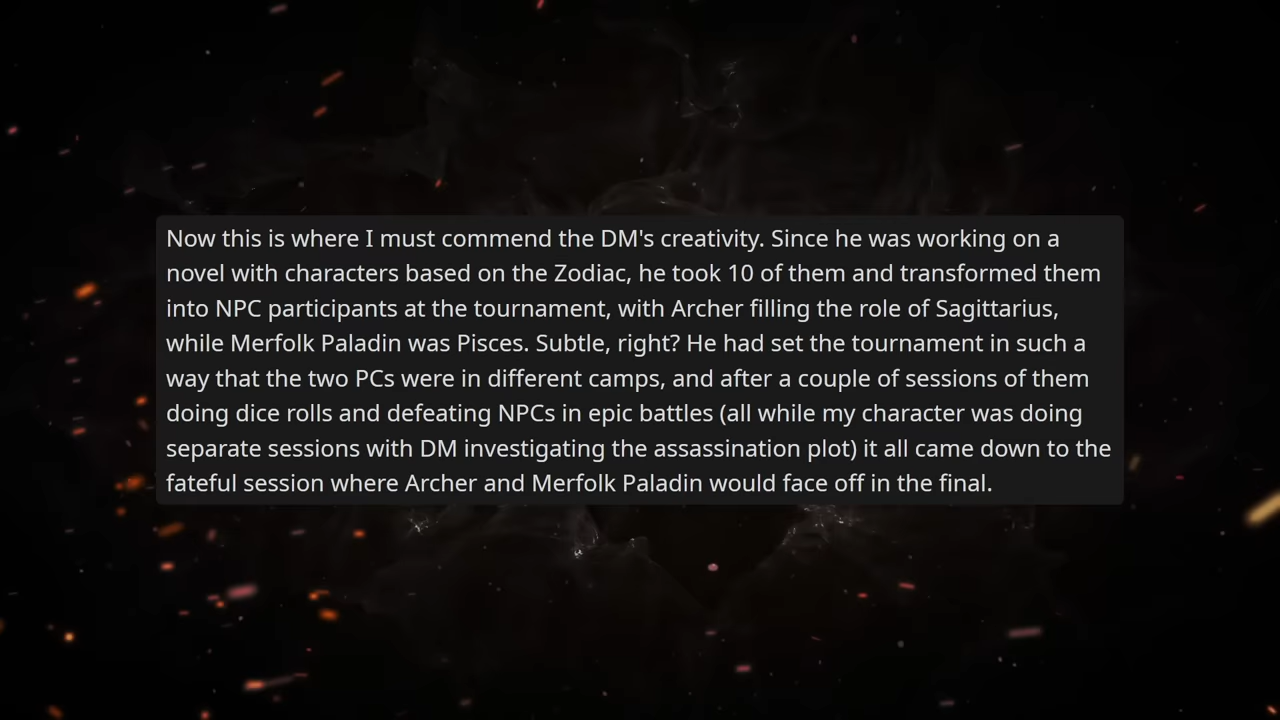 Now this is where I must commend the DM's creativity. Since he was working on a
novel with characters based on the Zodiac, he took 10 of them and transformed them
into NPC participants at the tournament, with Archer filling the role of Sagittarius,
while Merfolk Paladin was Pisces. Subtle, right? He had set the tournament in such a
way that the two PCs were in different camps, and after a couple of sessions of them
doing dice rolls and defeating NPCs in epic battles (all while my character was doing
separate sessions with DM investigating the assassination plot) it all came down to the
fateful session where Archer and Merfolk Paladin would face off in the final.